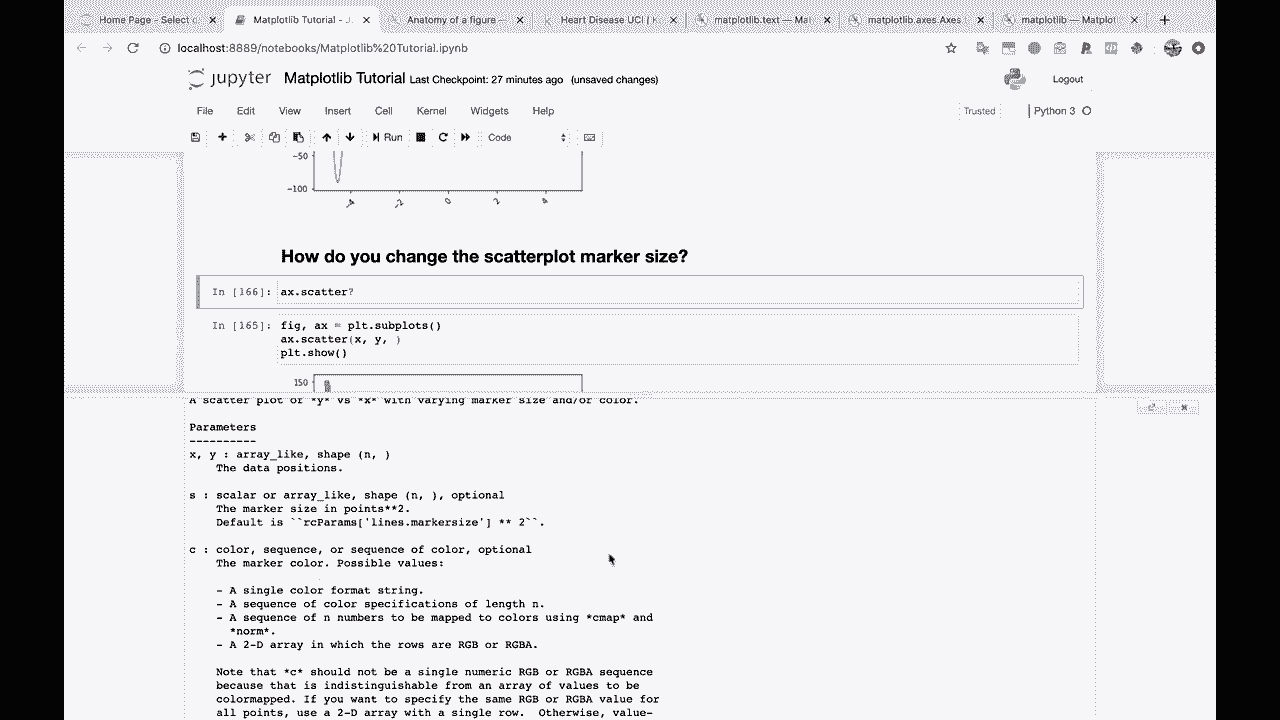 Home Page - Select c
Matplotlib Tutorial - J
Anatomy of a figure —
Heart Disease UCI | K
matplotlib.text — Mat
matplotlib.axes.Axes
matplotlib — Matplot
localhost:8889/notebooks/Matplotlib%20Tutorial.ipynb
jupyter Matplotlib Tutorial Last Checkpoint: 27 minutes ago (unsaved changes)
Logout
File Edit View Insert Cell Kernel Widgets Help
Trusted Python 3
Run Code
−50
−100
-4 -2 0 2 4
How do you change the scatterplot marker size?
In [166]: ax.scatter?
In [165]: fig, ax = plt.subplots()
ax.scatter(x, y, )
plt.show()
150
A scatter plot of *y* vs *x* with varying marker size and/or color.
Parameters
----------
x, y : array_like, shape (n, )
The data positions.
s : scalar or array_like, shape (n, ), optional
The marker size in points**2.
Default is ``rcParams['lines.markersize'] ** 2``.
c : color, sequence, or sequence of color, optional
The marker color. Possible values:
- A single color format string.
- A sequence of color specifications of length n.
- A sequence of n numbers to be mapped to colors using *cmap* and
*norm*.
- A 2-D array in which the rows are RGB or RGBA.
Note that *c* should not be a single numeric RGB or RGBA sequence
because that is indistinguishable from an array of values to be
colormapped. If you want to specify the same RGB or RGBA value for
all points, use a 2-D array with a single row.  Otherwise, value-